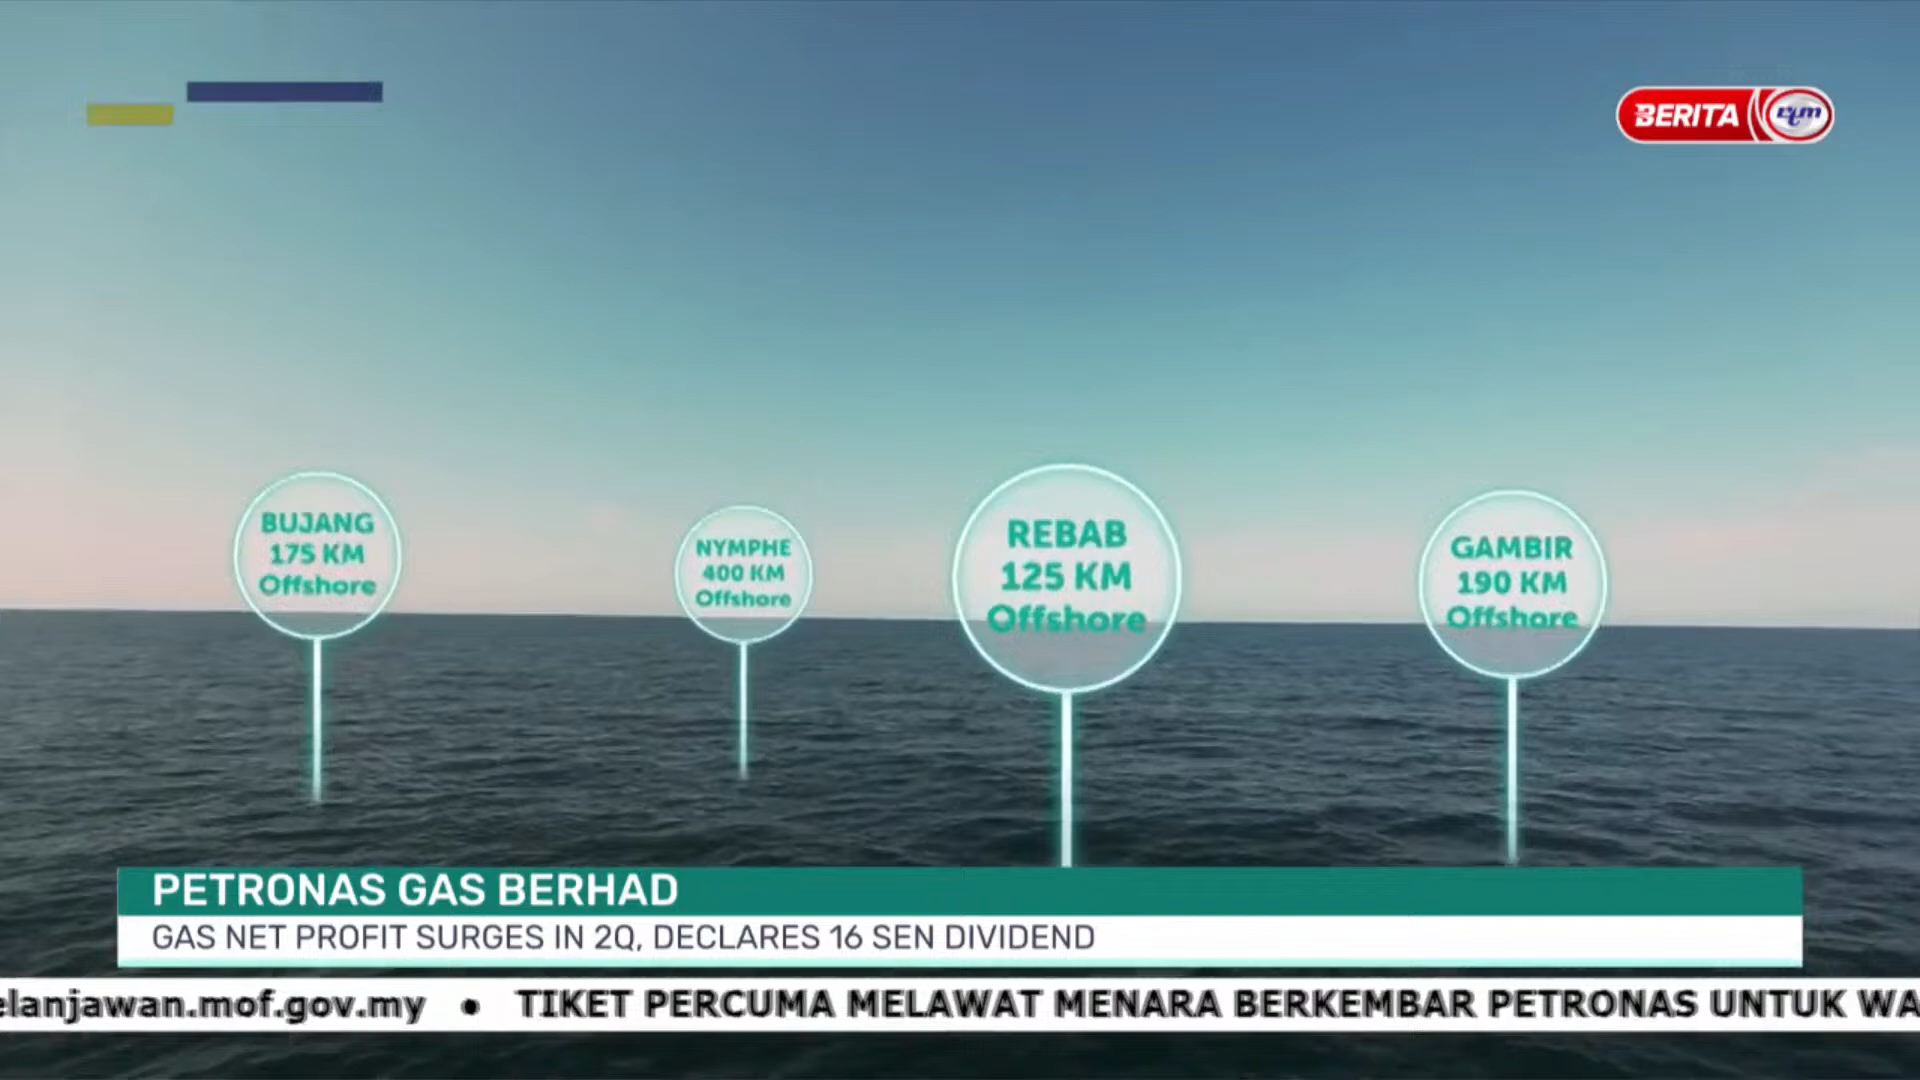 BERITA rtm
BUJANG
175 KM
Offshore
NYMPHE
400 KM
Offshore
REBAB
125 KM
Offshore
GAMBIR
190 KM
Offshore
PETRONAS GAS BERHAD
GAS NET PROFIT SURGES IN 2Q, DECLARES 16 SEN DIVIDEND
elanjawan.mof.gov.my • TIKET PERCUMA MELAWAT MENARA BERKEMBAR PETRONAS UNTUK WA